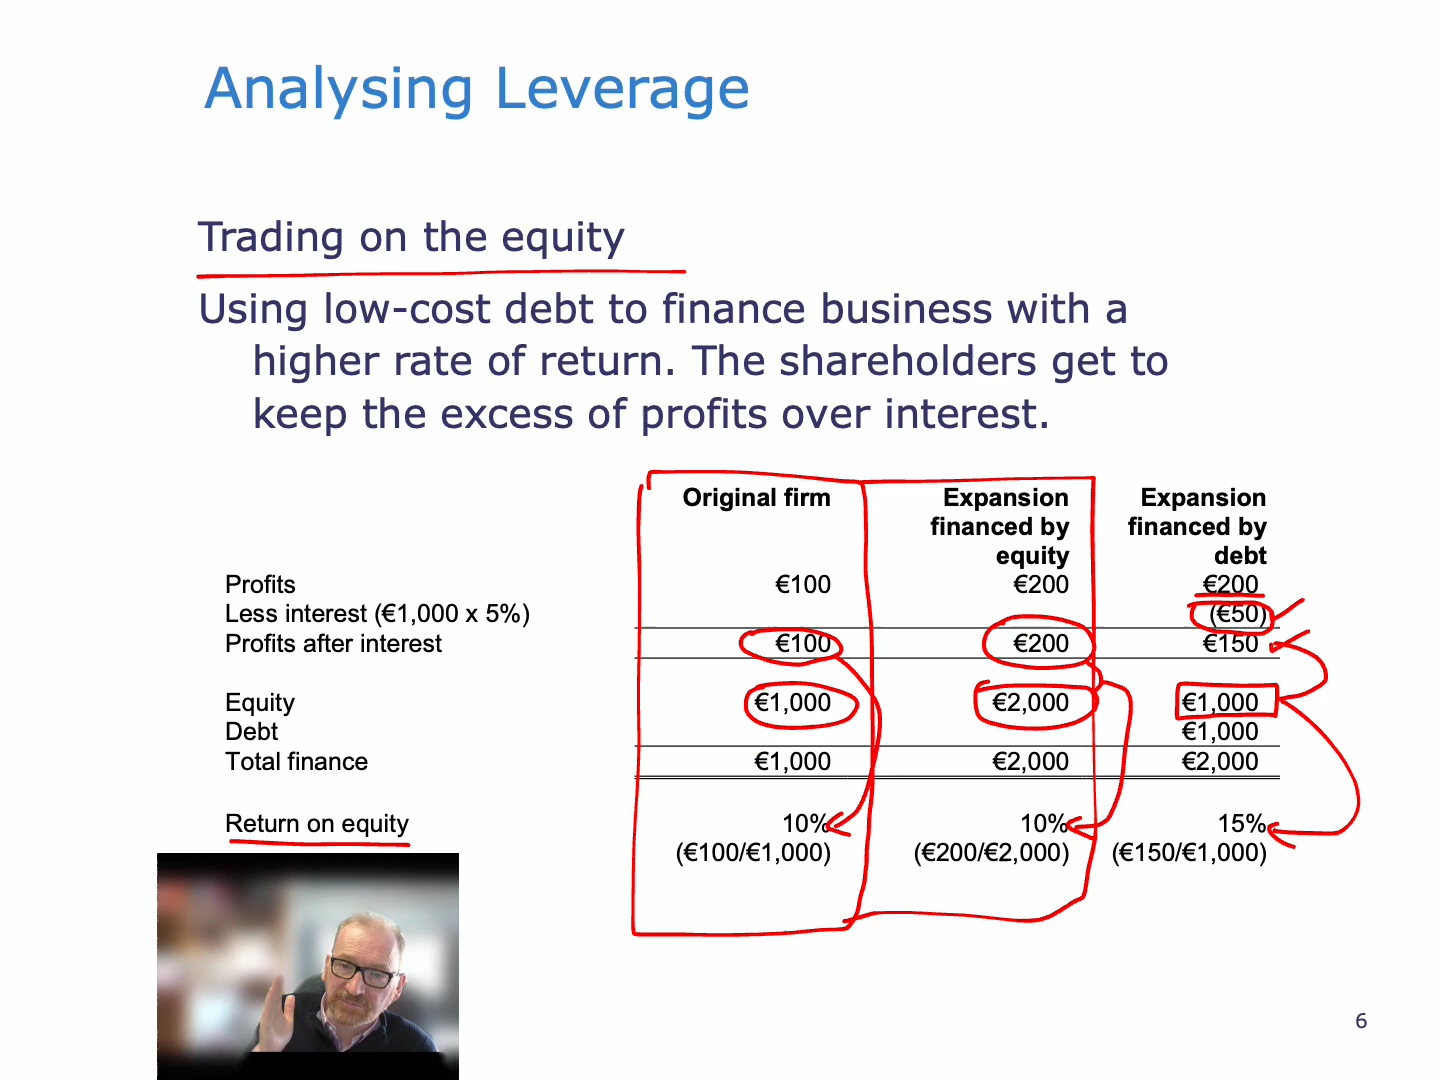 Analysing Leverage
Trading on the equity
Using low-cost debt to finance business with a
higher rate of return. The shareholders get to
keep the excess of profits over interest.
Original firm Expansion Expansion
financed by financed by
equity debt
Profits €100 €200 €200
Less interest (€1,000 x 5%) (€50)
Profits after interest €100 €200 €150
Equity €1,000 €2,000 €1,000
Debt €1,000
Total finance €1,000 €2,000 €2,000
Return on equity 10% 10% 15%
(€100/€1,000) (€200/€2,000) (€150/€1,000)
6